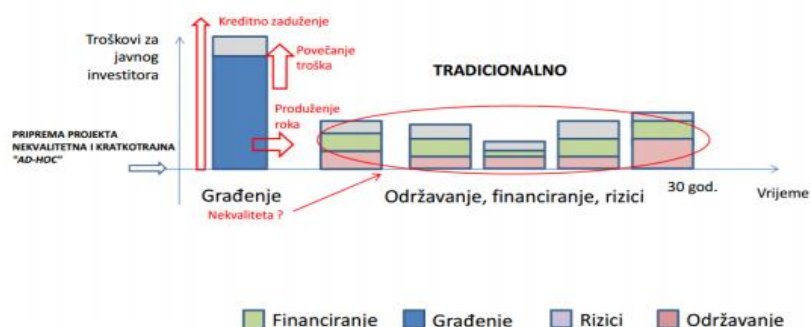 Kreditno zaduženje
Troškovi za
javnog
investitora
Povečanje
troška
TRADICIONALNO
Produženje
roka
PRIPREMA PROJEKTA
NEKVALITETNA I KRATKOTRAJNA
"AD-HOC"
Građenje
Nekvaliteta ?
Održavanje, financiranje, rizici
30 god.
Vrijeme
Financiranje
Građenje
Rizici
Održavanje